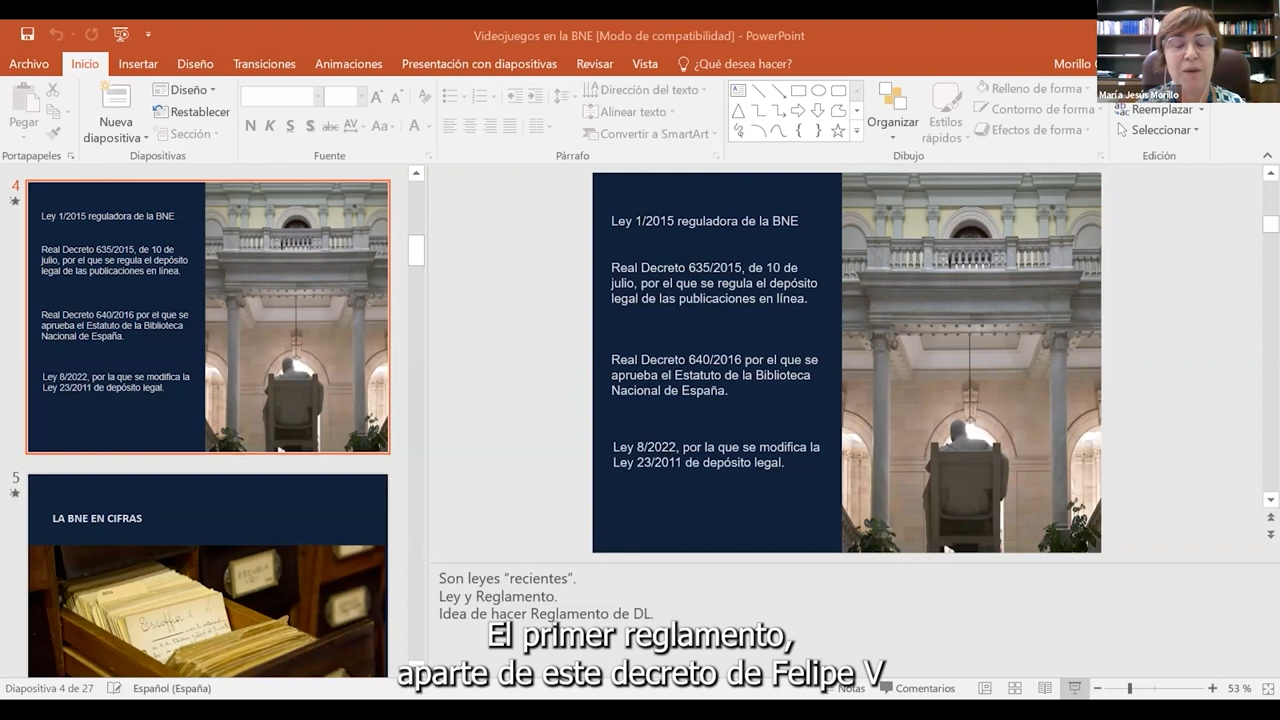 Videojuegos en la BNE [Modo de compatibilidad] - PowerPoint
Archivo Inicio Insertar Diseño Transiciones Animaciones Presentación con diapositivas Revisar Vista ¿Qué desea hacer? Morillo
María Jesús Morillo
Pegar
Nueva diapositiva
Diseño
Restablecer
Sección
N K S S abc AV Aa A
Dirección del texto
Alinear texto
Convertir a SmartArt
Organizar
Estilos rápidos
Relleno de forma
Contorno de forma
Efectos de forma
Reemplazar
Seleccionar
Portapapeles Diapositivas Fuente Párrafo Dibujo Edición
4
Ley 1/2015 reguladora de la BNE
Real Decreto 635/2015, de 10 de
julio, por el que se regula el depósito
legal de las publicaciones en línea.
Real Decreto 640/2016 por el que se
aprueba el Estatuto de la Biblioteca
Nacional de España.
Ley 8/2022, por la que se modifica la
Ley 23/2011 de depósito legal.
5
LA BNE EN CIFRAS
Ley 1/2015 reguladora de la BNE
Real Decreto 635/2015, de 10 de
julio, por el que se regula el depósito
legal de las publicaciones en línea.
Real Decreto 640/2016 por el que se
aprueba el Estatuto de la Biblioteca
Nacional de España.
Ley 8/2022, por la que se modifica la
Ley 23/2011 de depósito legal.
Son leyes “recientes”.
Ley y Reglamento.
Idea de hacer Reglamento de DL.
El primer reglamento,
aparte de este decreto de Felipe V
Diapositiva 4 de 27 Español (España) Notas Comentarios 53 %